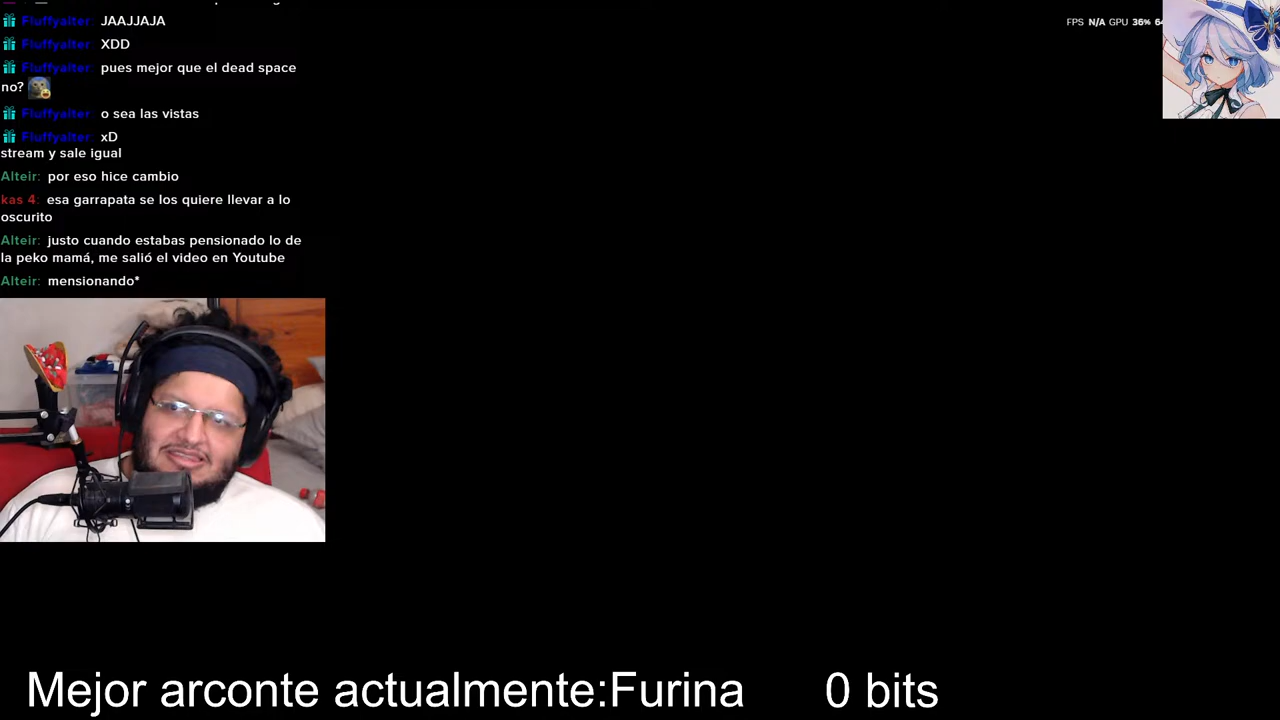 Fluffyalter: JAAJJAJA
Fluffyalter: XDD
Fluffyalter: pues mejor que el dead space
no?
Fluffyalter: o sea las vistas
Fluffyalter: xD
stream y sale igual
Alteir: por eso hice cambio
kas 4: esa garrapata se los quiere llevar a lo
oscurito
Alteir: justo cuando estabas pensionado lo de
la peko mamá, me salió el video en Youtube
Alteir: mensionando*
FPS N/A GPU 36%
Mejor arconte actualmente:Furina 0 bits